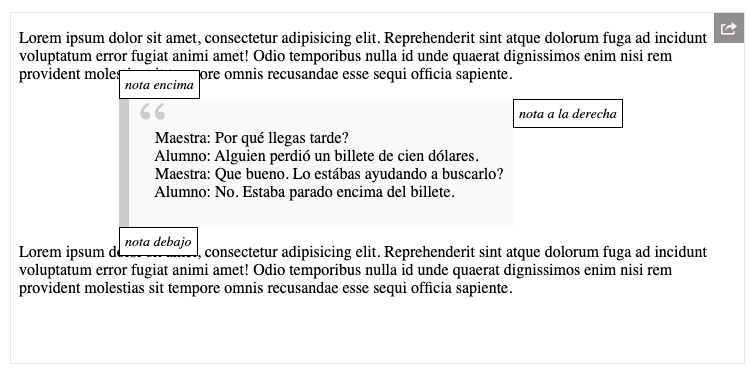 Lorem ipsum dolor sit amet, consectetur adipisicing elit. Reprehenderit sint atque dolorum fuga ad incidunt
voluptatum error fugiat animi amet! Odio temporibus nulla id unde quaerat dignissimos enim nisi rem
provident tempore omnis recusandae esse sequi officia sapiente.
nota encima
“
nota a la derecha
Maestra: Por qué llegas tarde?
Alumno: Alguien perdió un billete de cien dólares.
Maestra: Que bueno. Lo estábas ayudando a buscarlo?
Alumno: No. Estaba parado encima del billete.
nota debajo
Lorem ipsum sit amet, consectetur adipisicing elit. Reprehenderit sint atque dolorum fuga ad incidunt
voluptatum error fugiat animi amet! Odio temporibus nulla id unde quaerat dignissimos enim nisi rem
provident molestias sit tempore omnis recusandae esse sequi officia sapiente.